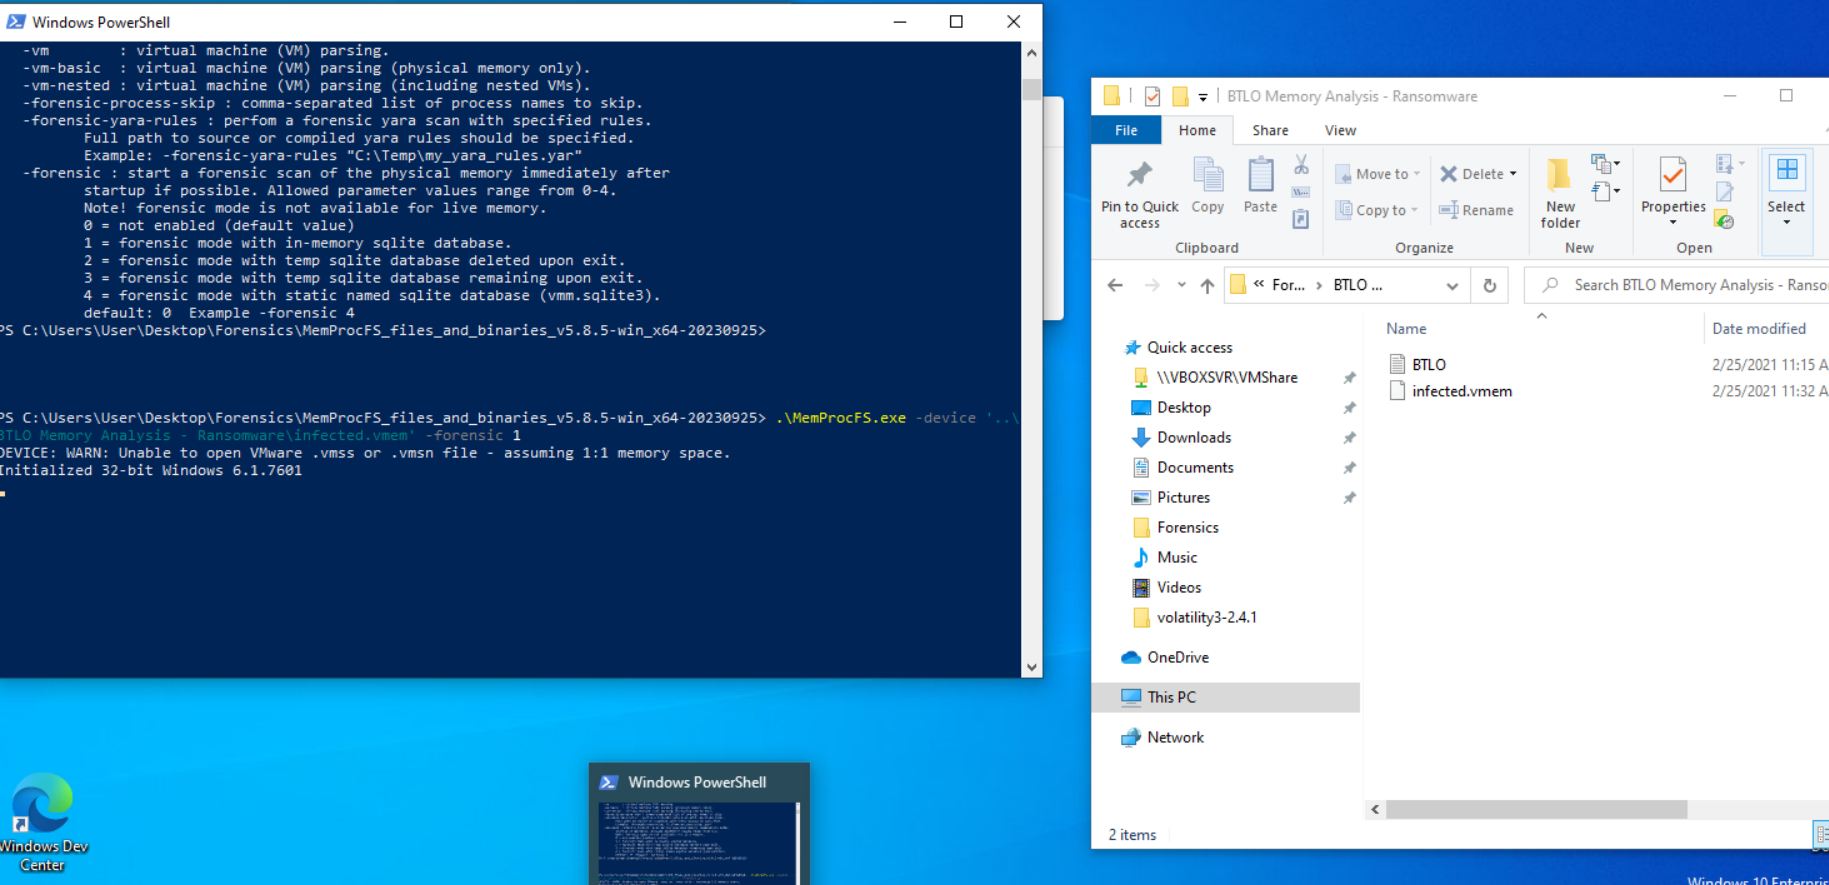 Windows PowerShell
-vm : virtual machine (VM) parsing.
-vm-basic : virtual machine (VM) parsing (physical memory only).
-vm-nested : virtual machine (VM) parsing (including nested VMs).
-forensic-process-skip : comma-separated list of process names to skip.
-forensic-yara-rules : perfom a forensic yara scan with specified rules.
Full path to source or compiled yara rules should be specified.
Example: -forensic-yara-rules "C:\Temp\my_yara_rules.yar"
-forensic : start a forensic scan of the physical memory immediately after
startup if possible. Allowed parameter values range from 0-4.
Note! forensic mode is not available for live memory.
0 = not enabled (default value)
1 = forensic mode with in-memory sqlite database.
2 = forensic mode with temp sqlite database deleted upon exit.
3 = forensic mode with temp sqlite database remaining upon exit.
4 = forensic mode with static named sqlite database (vmm.sqlite3).
default: 0 Example -forensic 4
PS C:\Users\User\Desktop\Forensics\MemProcFS_files_and_binaries_v5.8.5-win_x64-20230925>
PS C:\Users\User\Desktop\Forensics\MemProcFS_files_and_binaries_v5.8.5-win_x64-20230925> .\MemProcFS.exe -device '..\
BTLO Memory Analysis - Ransomware\infected.vmem' -forensic 1
DEVICE: WARN: Unable to open VMware .vmss or .vmsn file - assuming 1:1 memory space.
Initialized 32-bit Windows 6.1.7601
BTLO Memory Analysis - Ransomware
File Home Share View
Pin to Quick access
Copy
Paste
Move to
Copy to
Delete
Rename
New folder
Properties
Select
Clipboard Organize New Open
« For... › BTLO ...
Search BTLO Memory Analysis - Ranso
Name Date modified
BTLO 2/25/2021 11:15 A
infected.vmem 2/25/2021 11:32 A
Quick access
\\VBOXSVR\VMShare
Desktop
Downloads
Documents
Pictures
Forensics
Music
Videos
volatility3-2.4.1
OneDrive
This PC
Network
2 items
Windows Dev
Center
Windows PowerShell
Windows 10 Enterpris